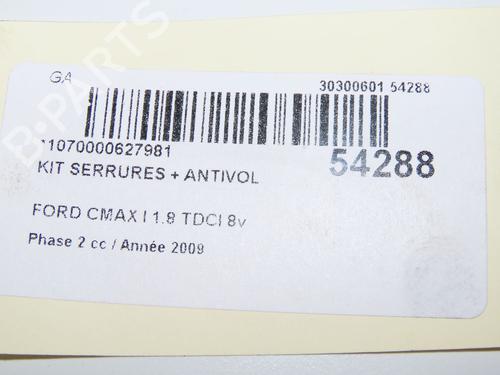 GA
30300601 54288
11070000627981
54288
KIT SERRURES + ANTIVOL
FORD CMAX I 1.8 TDCI 8v
Phase 2 cc / Année 2009
B-PARTS